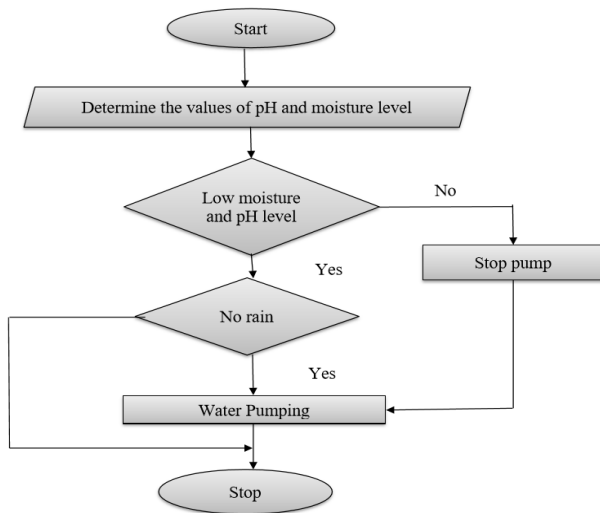 Start
Determine the values of pH and moisture level
Low moisture
and pH level
No
Stop pump
Yes
No rain
Yes
Water Pumping
Stop